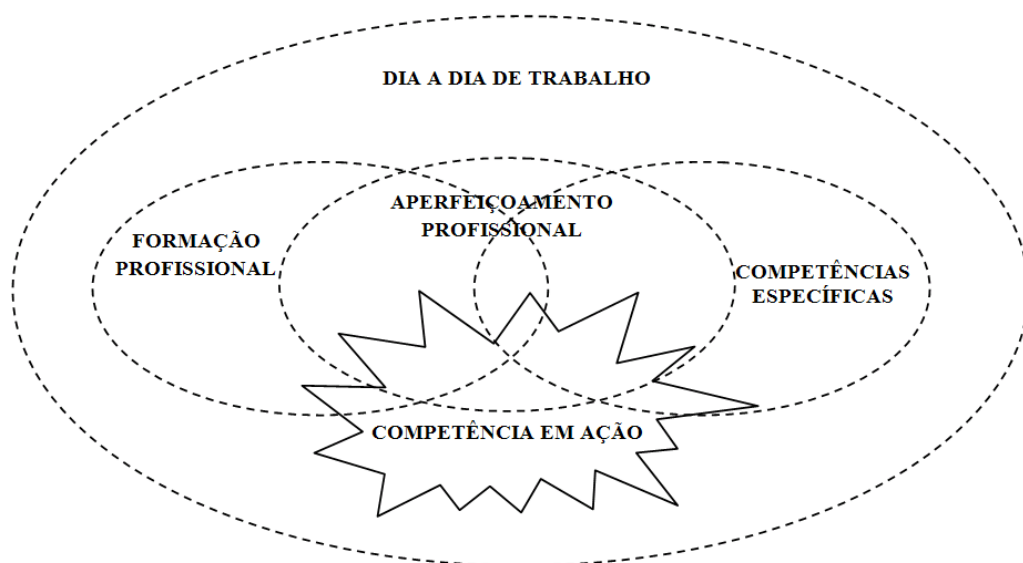 DIA A DIA DE TRABALHO
APERFEIÇOAMENTO
PROFISSIONAL
FORMAÇÃO
PROFISSIONAL
COMPETÊNCIAS
ESPECÍFICAS
COMPETÊNCIA EM AÇÃO